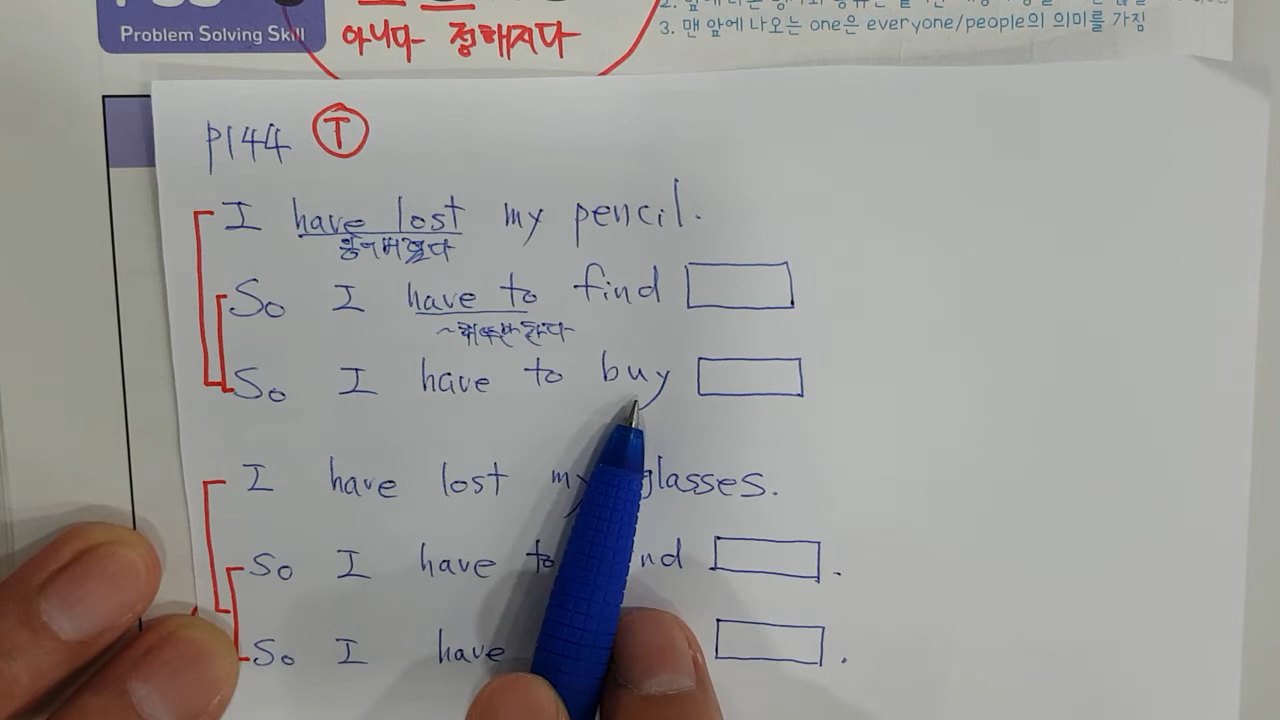 Problem Solving Skill
아니다 정해지다
3. 맨 앞에 나오는 one은 everyone/people의 의미를 가짐
P144 T
I have lost my pencil.
잃어버렸다
So I have to find
~해야만 한다
So I have to buy
I have lost my glasses.
So I have to nd .
So I have .